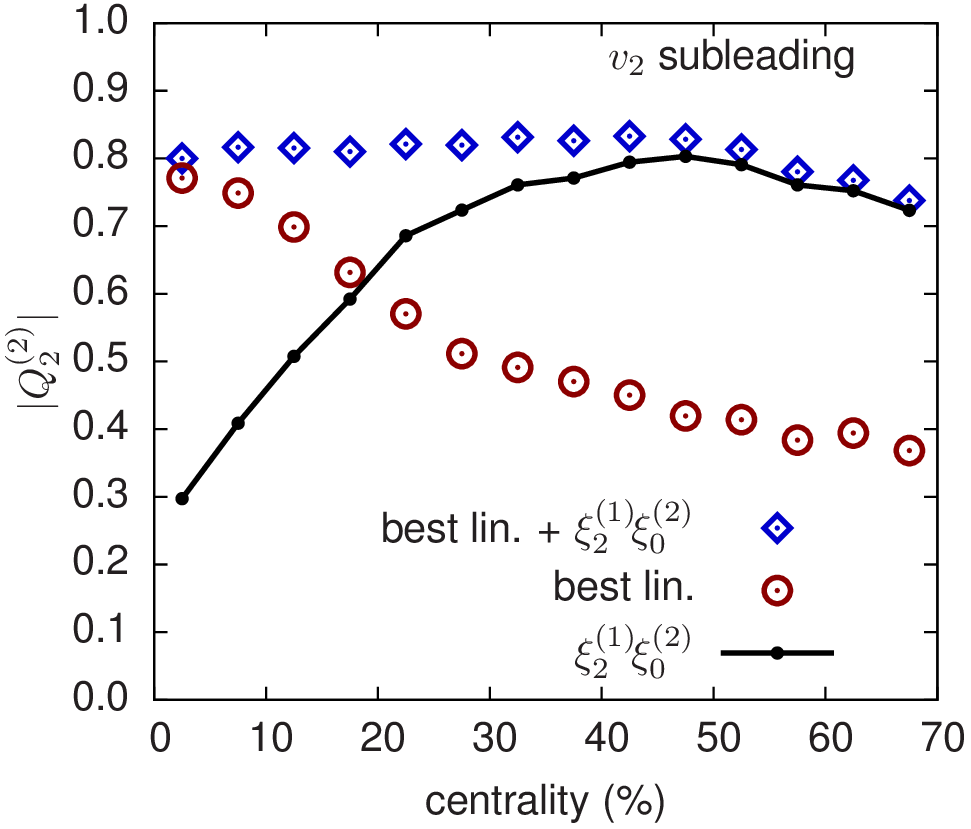 1.0
0.9
0.8
0.7
0.6
0.5
0.4
0.3
0.2
0.1
0.0
|Q₂⁽²⁾|
v₂ subleading
best lin. + ξ₂⁽¹⁾ξ₀⁽²⁾
best lin.
ξ₂⁽¹⁾ξ₀⁽²⁾
0 10 20 30 40 50 60 70
centrality (%)